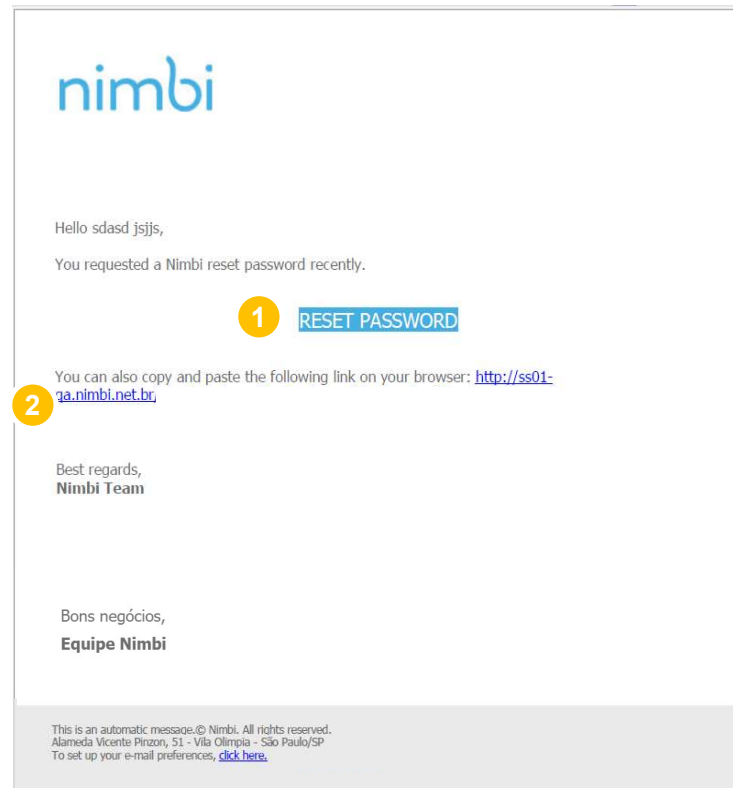 nimbi
Hello sdasd jsjjs,
You requested a Nimbi reset password recently.
1 RESET PASSWORD
You can also copy and paste the following link on your browser: http://ss01-
2 qa.nimbi.net.br/
Best regards,
Nimbi Team
Bons negócios,
Equipe Nimbi
This is an automatic message.© Nimbi. All rights reserved.
Alameda Vicente Pinzon, 51 - Vila Olímpia - São Paulo/SP
To set up your e-mail preferences, click here.